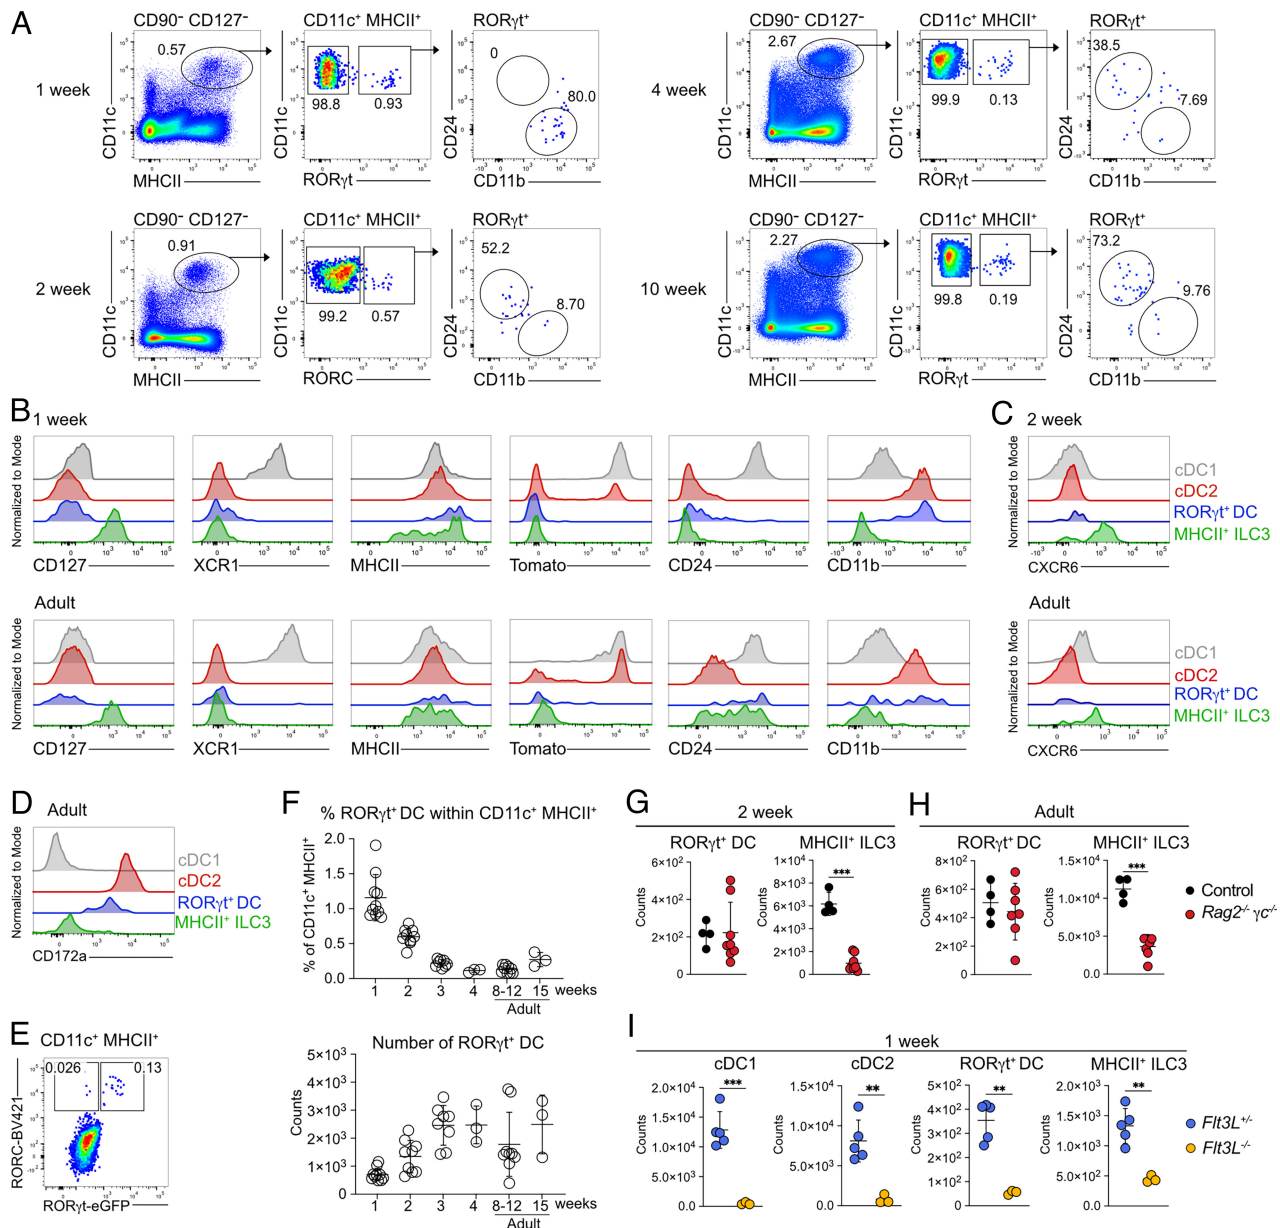 A
1 week
CD90⁻ CD127⁻
0.57
CD11c
MHCII
CD11c⁺ MHCII⁺
98.8
0.93
CD11c
RORγt
RORγt⁺
0
80.0
CD24
CD11b
4 week
CD90⁻ CD127⁻
2.67
CD11c
MHCII
CD11c⁺ MHCII⁺
99.9
0.13
CD11c
RORγt
RORγt⁺
38.5
7.69
CD24
CD11b
2 week
CD90⁻ CD127⁻
0.91
CD11c
MHCII
CD11c⁺ MHCII⁺
99.2
0.57
CD11c
RORC
RORγt⁺
52.2
8.70
CD24
CD11b
10 week
CD90⁻ CD127⁻
2.27
CD11c
MHCII
CD11c⁺ MHCII⁺
99.8
0.19
CD11c
RORγt
RORγt⁺
73.2
9.76
CD24
CD11b
B
1 week
Normalized to Mode
CD127
XCR1
MHCII
Tomato
CD24
CD11b
Adult
Normalized to Mode
CD127
XCR1
MHCII
Tomato
CD24
CD11b
C
2 week
Normalized to Mode
cDC1
cDC2
RORγt⁺ DC
MHCII⁺ ILC3
CXCR6
Adult
Normalized to Mode
cDC1
cDC2
RORγt⁺ DC
MHCII⁺ ILC3
CXCR6
D
Adult
Normalized to Mode
cDC1
cDC2
RORγt⁺ DC
MHCII⁺ ILC3
CD172a
E
CD11c⁺ MHCII⁺
0.026
0.13
RORC-BV421
RORγt-eGFP
F
% RORγt⁺ DC within CD11c⁺ MHCII⁺
% of CD11c⁺ MHCII⁺
2.0
1.5
1.0
0.5
0.0
1 2 3 4 8-12 15 weeks
Adult
Number of RORγt⁺ DC
Counts
5×10³
4×10³
3×10³
2×10³
1×10³
0
1 2 3 4 8-12 15 weeks
Adult
G
2 week
RORγt⁺ DC
Counts
6×10²
4×10²
2×10²
0
MHCII⁺ ILC3
Counts
1×10⁴
8×10³
6×10³
4×10³
2×10³
0
***
H
Adult
RORγt⁺ DC
Counts
8×10²
6×10²
4×10²
2×10²
0
MHCII⁺ ILC3
Counts
1.5×10⁴
1.0×10⁴
5.0×10³
0.0
***
Control
Rag2⁻/⁻ γc⁻/⁻
I
1 week
cDC1
Counts
2.0×10⁴
1.5×10⁴
1.0×10⁴
5.0×10³
0.0
***
cDC2
Counts
1.5×10⁴
1.0×10⁴
5.0×10³
0.0
**
RORγt⁺ DC
Counts
5×10²
4×10²
3×10²
2×10²
1×10²
0
**
MHCII⁺ ILC3
Counts
2.0×10³
1.5×10³
1.0×10³
5.0×10²
0.0
**
Flt3L⁺/⁻
Flt3L⁻/⁻